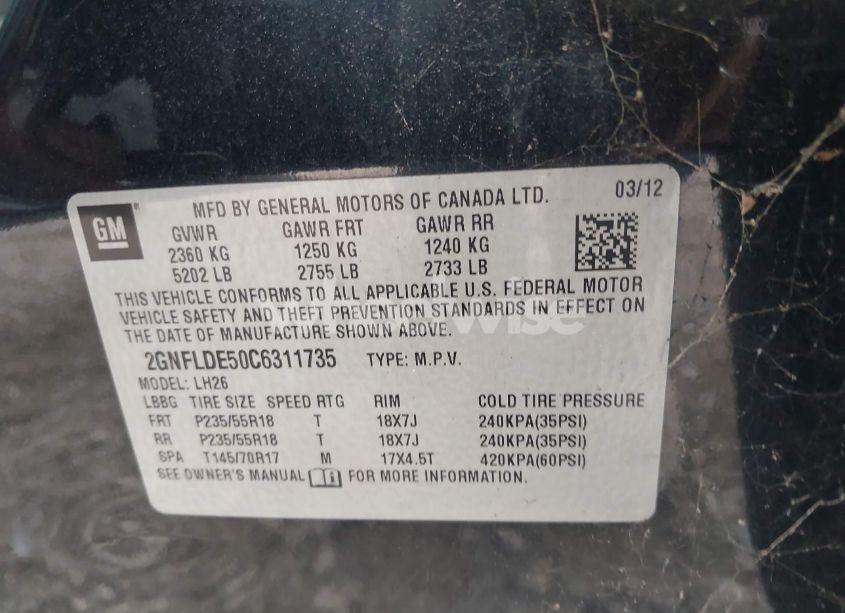 GM
MFD BY GENERAL MOTORS OF CANADA LTD. 03/12
GVWR GAWR FRT GAWR RR
2360 KG 1250 KG 1240 KG
5202 LB 2755 LB 2733 LB
THIS VEHICLE CONFORMS TO ALL APPLICABLE U.S. FEDERAL MOTOR
VEHICLE SAFETY AND THEFT PREVENTION STANDARDS IN EFFECT ON
THE DATE OF MANUFACTURE SHOWN ABOVE.
2GNFLDE50C6311735 TYPE: M.P.V.
MODEL: LH26
LBBG TIRE SIZE SPEED RTG RIM COLD TIRE PRESSURE
FRT P235/55R18 T 18X7J 240KPA(35PSI)
RR P235/55R18 T 18X7J 240KPA(35PSI)
SPA T145/70R17 M 17X4.5T 420KPA(60PSI)
SEE OWNER'S MANUAL FOR MORE INFORMATION.